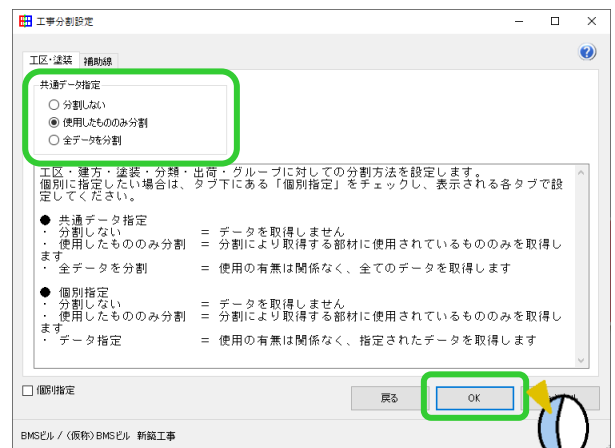 工事分割設定
工区・塗装 補助線
共通データ指定
分割しない
使用したもののみ分割
全データを分割
工区・建方・塗装・分類・出荷・グループに対しての分割方法を設定します。
個別に指定したい場合は、タブ下にある「個別指定」をチェックし、表示される各タブで設
定してください。
● 共通データ指定
・ 分割しない = データを取得しません
・ 使用したもののみ分割 = 分割により取得する部材に使用されているもののみを取得し
ます
・ 全データを分割 = 使用の有無は関係なく、全てのデータを取得します
● 個別指定
・ 分割しない = データを取得しません
・ 使用したもののみ分割 = 分割により取得する部材に使用されているもののみを取得し
ます
・ データ指定 = 使用の有無は関係なく、指定されたデータを取得します
個別指定
戻る OK
BMSビル / (仮称)BMSビル 新築工事